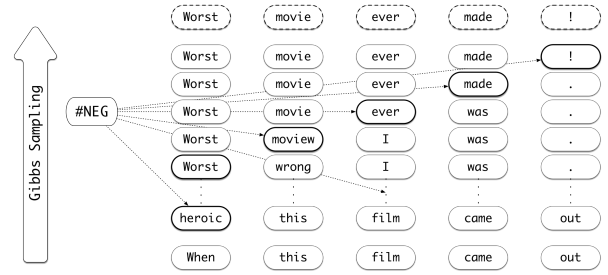 Worst movie ever made !
Worst movie ever made !
Worst movie ever made .
#NEG Worst movie ever was .
Worst moview I was .
Worst wrong I was .
heroic this film came out
When this film came out
Gibbs Sampling